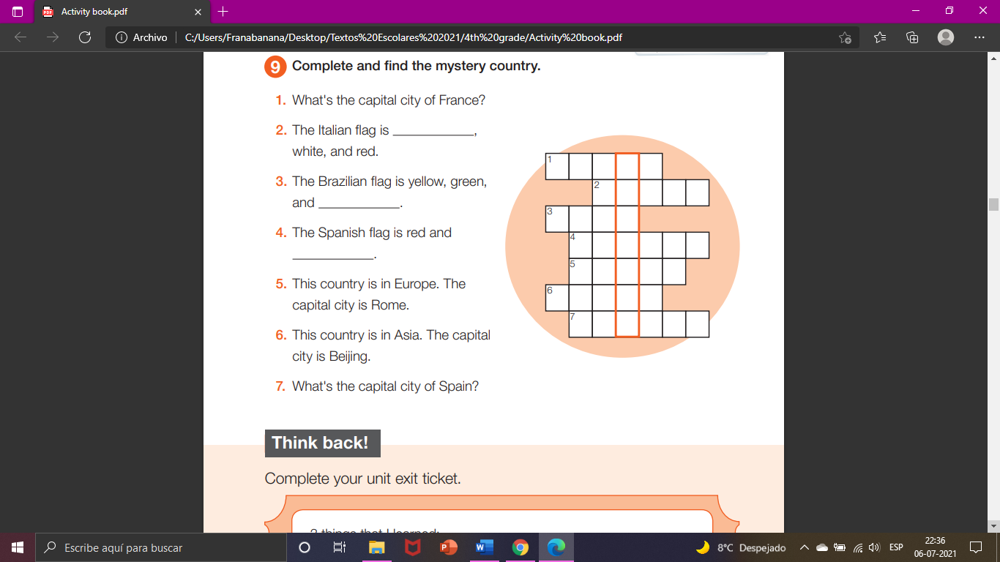 Activity book.pdf
Archivo
C:/Users/Franabanana/Desktop/Textos%20Escolares%202021/4th%20grade/Activity%20book.pdf
9 Complete and find the mystery country.
1. What's the capital city of France?
2. The Italian flag is ____________,
white, and red.
3. The Brazilian flag is yellow, green,
and ____________.
4. The Spanish flag is red and
____________.
5. This country is in Europe. The
capital city is Rome.
6. This country is in Asia. The capital
city is Beijing.
7. What's the capital city of Spain?
1
2
3
4
5
6
7
Think back!
Complete your unit exit ticket.
Escribe aquí para buscar
8°C Despejado
ESP
22:36
06-07-2021